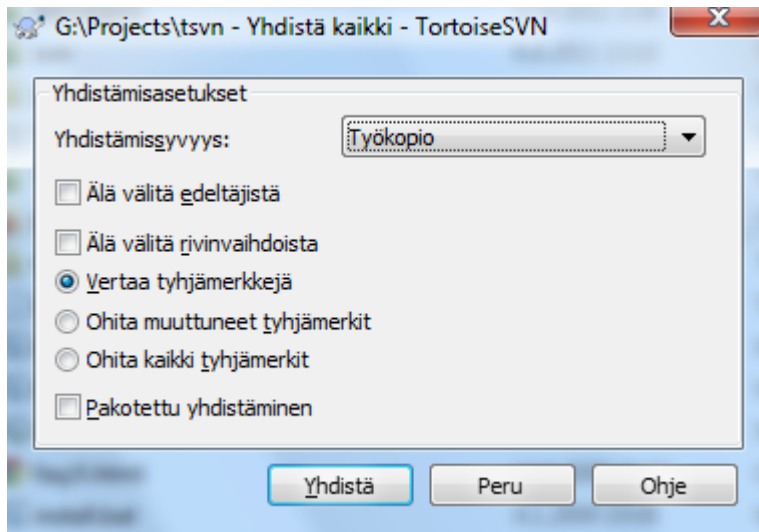 G:\Projects\tsvn - Yhdistä kaikki - TortoiseSVN
Yhdistämisasetukset
Yhdistämissyvyys:
Työkopio
Älä välitä edeltäjistä
Älä välitä rivinvaihdoista
Vertaa tyhjämerkkejä
Ohita muuttuneet tyhjämerkit
Ohita kaikki tyhjämerkit
Pakotettu yhdistäminen
Yhdistä Peru Ohje